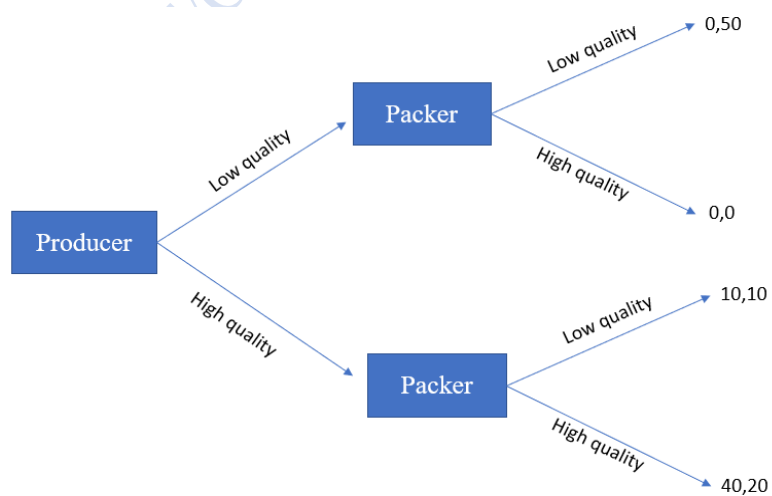 0,50
Low quality
Packer
Low quality
High quality
0,0
Producer
10,10
High quality
Low quality
Packer
High quality
40,20